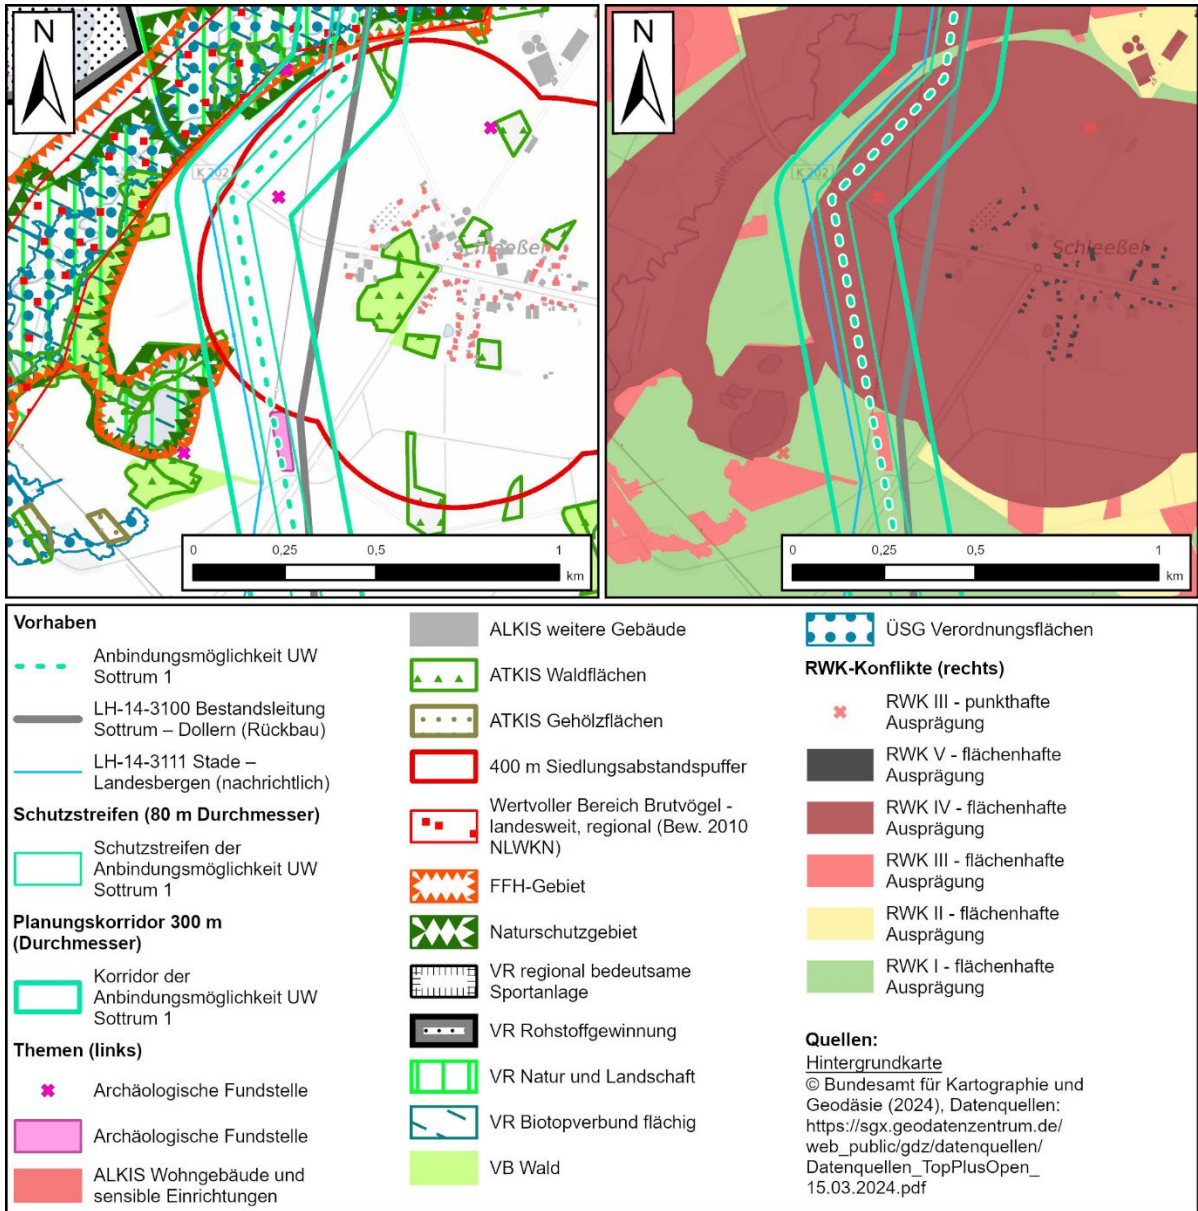 N
K 202
Schleeßel
0
0,25
0,5
1
km
N
K 202
Schleeßel
0
0,25
0,5
1
km
Vorhaben
Anbindungsmöglichkeit UW
Sottrum 1
LH-14-3100 Bestandsleitung
Sottrum – Dollern (Rückbau)
LH-14-3111 Stade –
Landesbergen (nachrichtlich)
Schutzstreifen (80 m Durchmesser)
Schutzstreifen der
Anbindungsmöglichkeit UW
Sottrum 1
Planungskorridor 300 m
(Durchmesser)
Korridor der
Anbindungsmöglichkeit UW
Sottrum 1
Themen (links)
Archäologische Fundstelle
Archäologische Fundstelle
ALKIS Wohngebäude und
sensible Einrichtungen
ALKIS weitere Gebäude
ATKIS Waldflächen
ATKIS Gehölzflächen
400 m Siedlungsabstandspuffer
Wertvoller Bereich Brutvögel -
landesweit, regional (Bew. 2010
NLWKN)
FFH-Gebiet
Naturschutzgebiet
VR regional bedeutsame
Sportanlage
VR Rohstoffgewinnung
VR Natur und Landschaft
VR Biotopverbund flächig
VB Wald
ÜSG Verordnungsflächen
RWK-Konflikte (rechts)
RWK III - punkthafte
Ausprägung
RWK V - flächenhafte
Ausprägung
RWK IV - flächenhafte
Ausprägung
RWK III - flächenhafte
Ausprägung
RWK II - flächenhafte
Ausprägung
RWK I - flächenhafte
Ausprägung
Quellen:
Hintergrundkarte
© Bundesamt für Kartographie und
Geodäsie (2024), Datenquellen:
https://sgx.geodatenzentrum.de/
web_public/gdz/datenquellen/
Datenquellen_TopPlusOpen_
15.03.2024.pdf